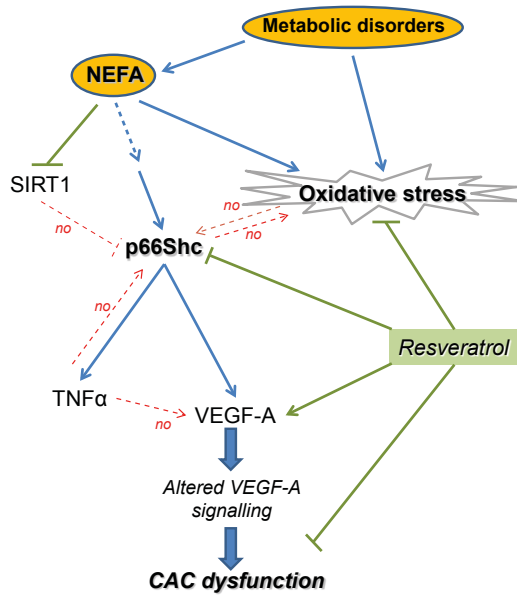 Metabolic disorders
NEFA
SIRT1
Oxidative stress
no
no
no
p66Shc
no
Resveratrol
TNFα
VEGF-A
no
Altered VEGF-A
signalling
CAC dysfunction